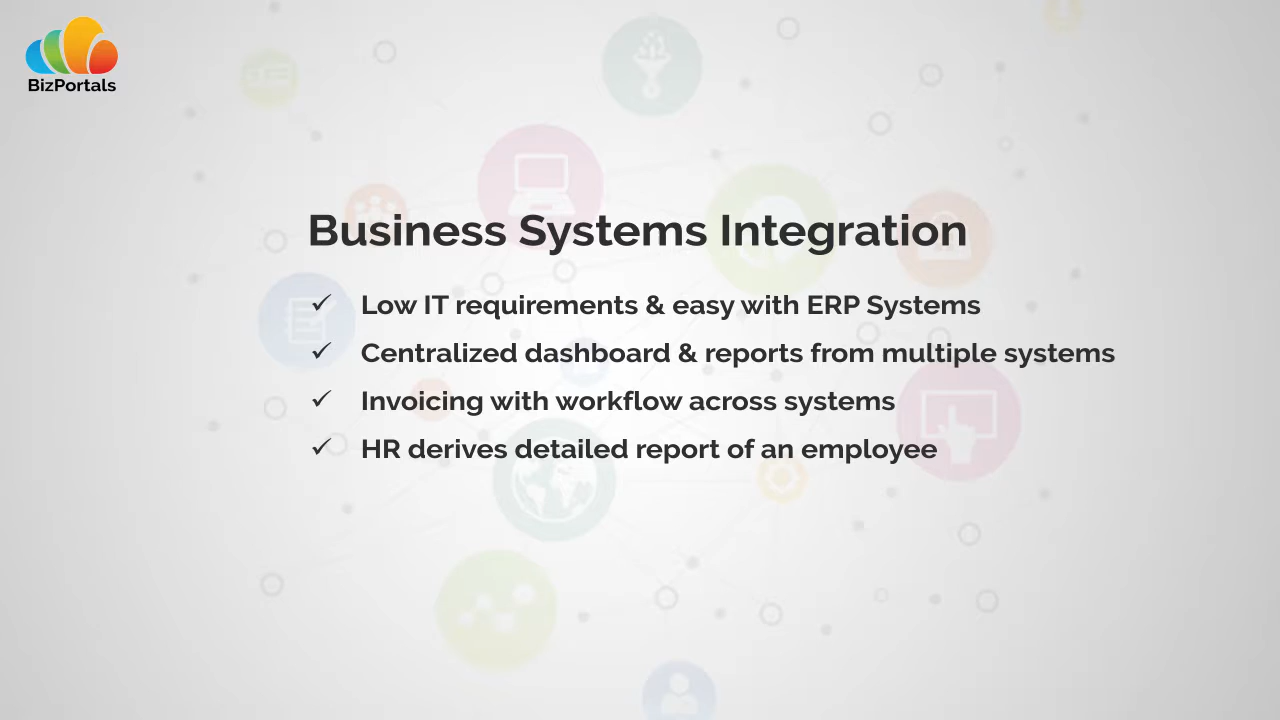 BizPortals
Business Systems Integration
✓ Low IT requirements & easy with ERP Systems
✓ Centralized dashboard & reports from multiple systems
✓ Invoicing with workflow across systems
✓ HR derives detailed report of an employee